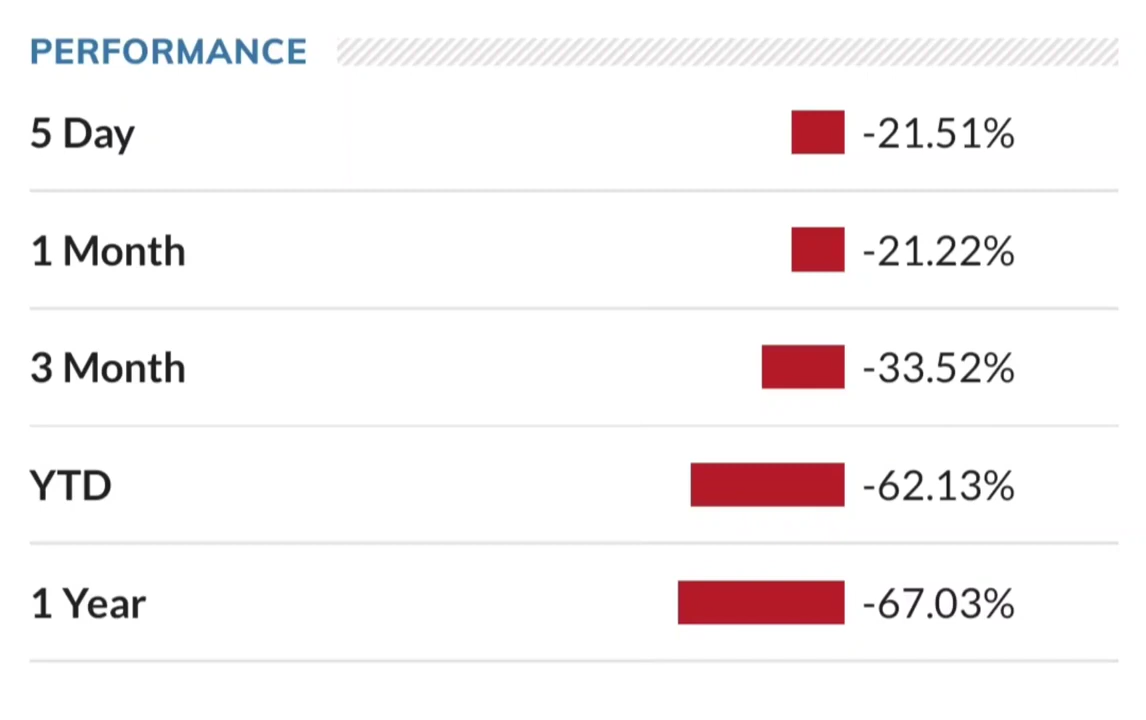 PERFORMANCE
5 Day -21.51%
1 Month -21.22%
3 Month -33.52%
YTD -62.13%
1 Year -67.03%